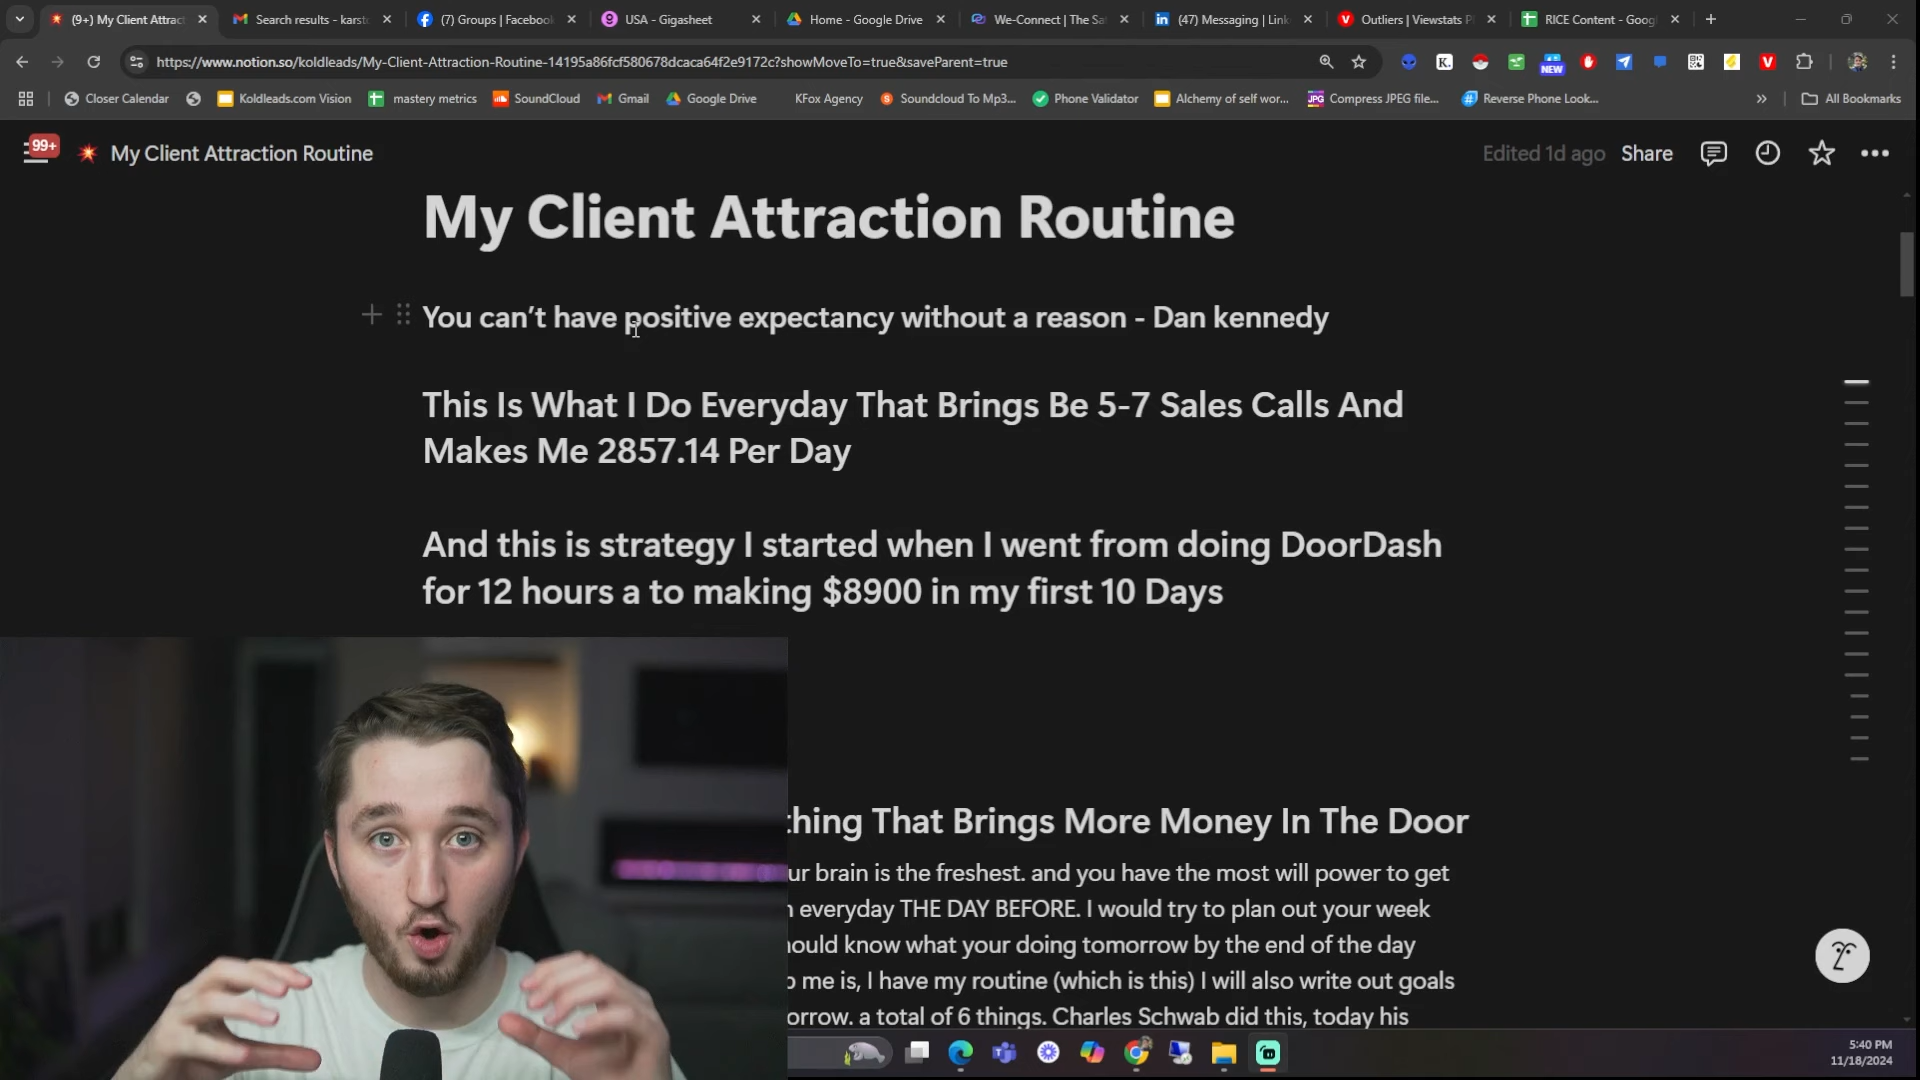 (9+) My Client Attract
Search results - karst
(7) Groups | Facebook
USA - Gigasheet
Home - Google Drive
We-Connect | The Sa
(47) Messaging | Link
Outliers | Viewstats P
RICE Content - Goog
https://www.notion.so/koldleads/My-Client-Attraction-Routine-14195a86fcf580678dcaca64f2e9172c?showMoveTo=true&saveParent=true
NEW
Closer Calendar
Koldleads.com Vision
mastery metrics
SoundCloud
Gmail
Google Drive
KFox Agency
Soundcloud To Mp3...
Phone Validator
Alchemy of self wor...
JPG
Compress JPEG file...
Reverse Phone Look...
All Bookmarks
99+
My Client Attraction Routine
Edited 1d ago
Share
My Client Attraction Routine
You can’t have positive expectancy without a reason - Dan kennedy
This Is What I Do Everyday That Brings Be 5-7 Sales Calls And
Makes Me 2857.14 Per Day
And this is strategy I started when I went from doing DoorDash
for 12 hours a to making $8900 in my first 10 Days
thing That Brings More Money In The Door
ur brain is the freshest. and you have the most will power to get
everyday THE DAY BEFORE. I would try to plan out your week
ould know what your doing tomorrow by the end of the day
me is, I have my routine (which is this) I will also write out goals
orrow. a total of 6 things. Charles Schwab did this, today his
5:40 PM
11/18/2024